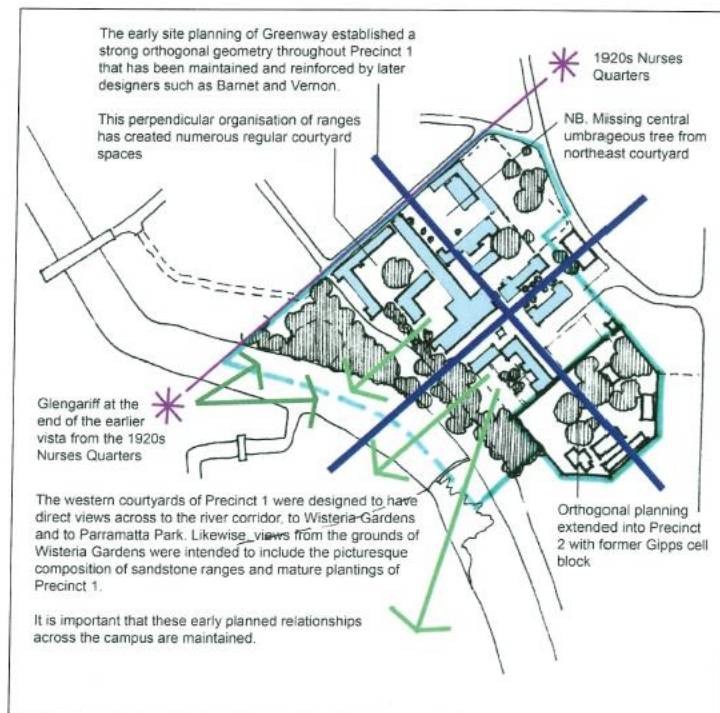 The early site planning of Greenway established a
strong orthogonal geometry throughout Precinct 1
that has been maintained and reinforced by later
designers such as Barnet and Vernon.
This perpendicular organisation of ranges
has created numerous regular courtyard
spaces
1920s Nurses
Quarters
NB. Missing central
umbrageous tree from
northeast courtyard
Glengariff at the
end of the earlier
vista from the 1920s
Nurses Quarters
The western courtyards of Precinct 1 were designed to have
direct views across to the river corridor, to Wisteria Gardens
and to Parramatta Park. Likewise, views from the grounds of
Wisteria Gardens were intended to include the picturesque
composition of sandstone ranges and mature plantings of
Precinct 1.
It is important that these early planned relationships
across the campus are maintained.
Orthogonal planning
extended into Precinct
2 with former Gipps cell
block